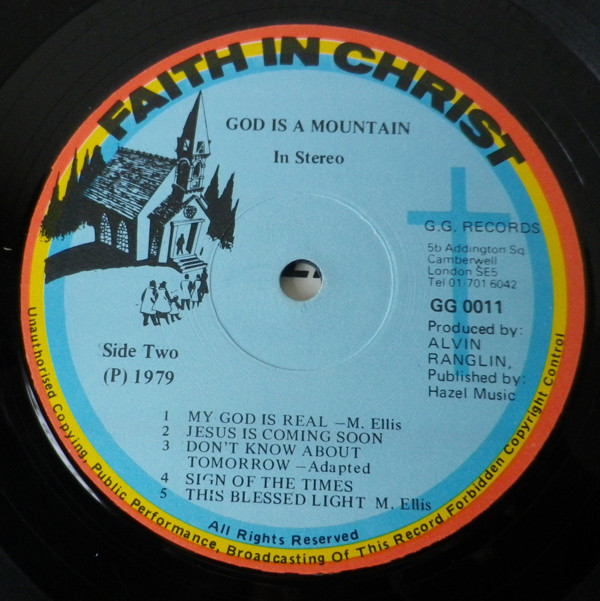 FAITH IN CHRIST
GOD IS A MOUNTAIN
In Stereo
G.G. RECORDS
5b Addington Sq
Camberwell
London SE5
Tel 01-701 6042
GG 0011
Produced by:
ALVIN
RANGLIN,
Published by:
Hazel Music
Side Two
(P) 1979
1 MY GOD IS REAL —M. Ellis
2 JESUS IS COMING SOON
3 DON'T KNOW ABOUT
TOMORROW —Adapted
4 SIGN OF THE TIMES
5 THIS BLESSED LIGHT M. Ellis
All Rights Reserved
Unauthorised Copying, Public Performance, Broadcasting Of This Record Forbidden Copyright Control